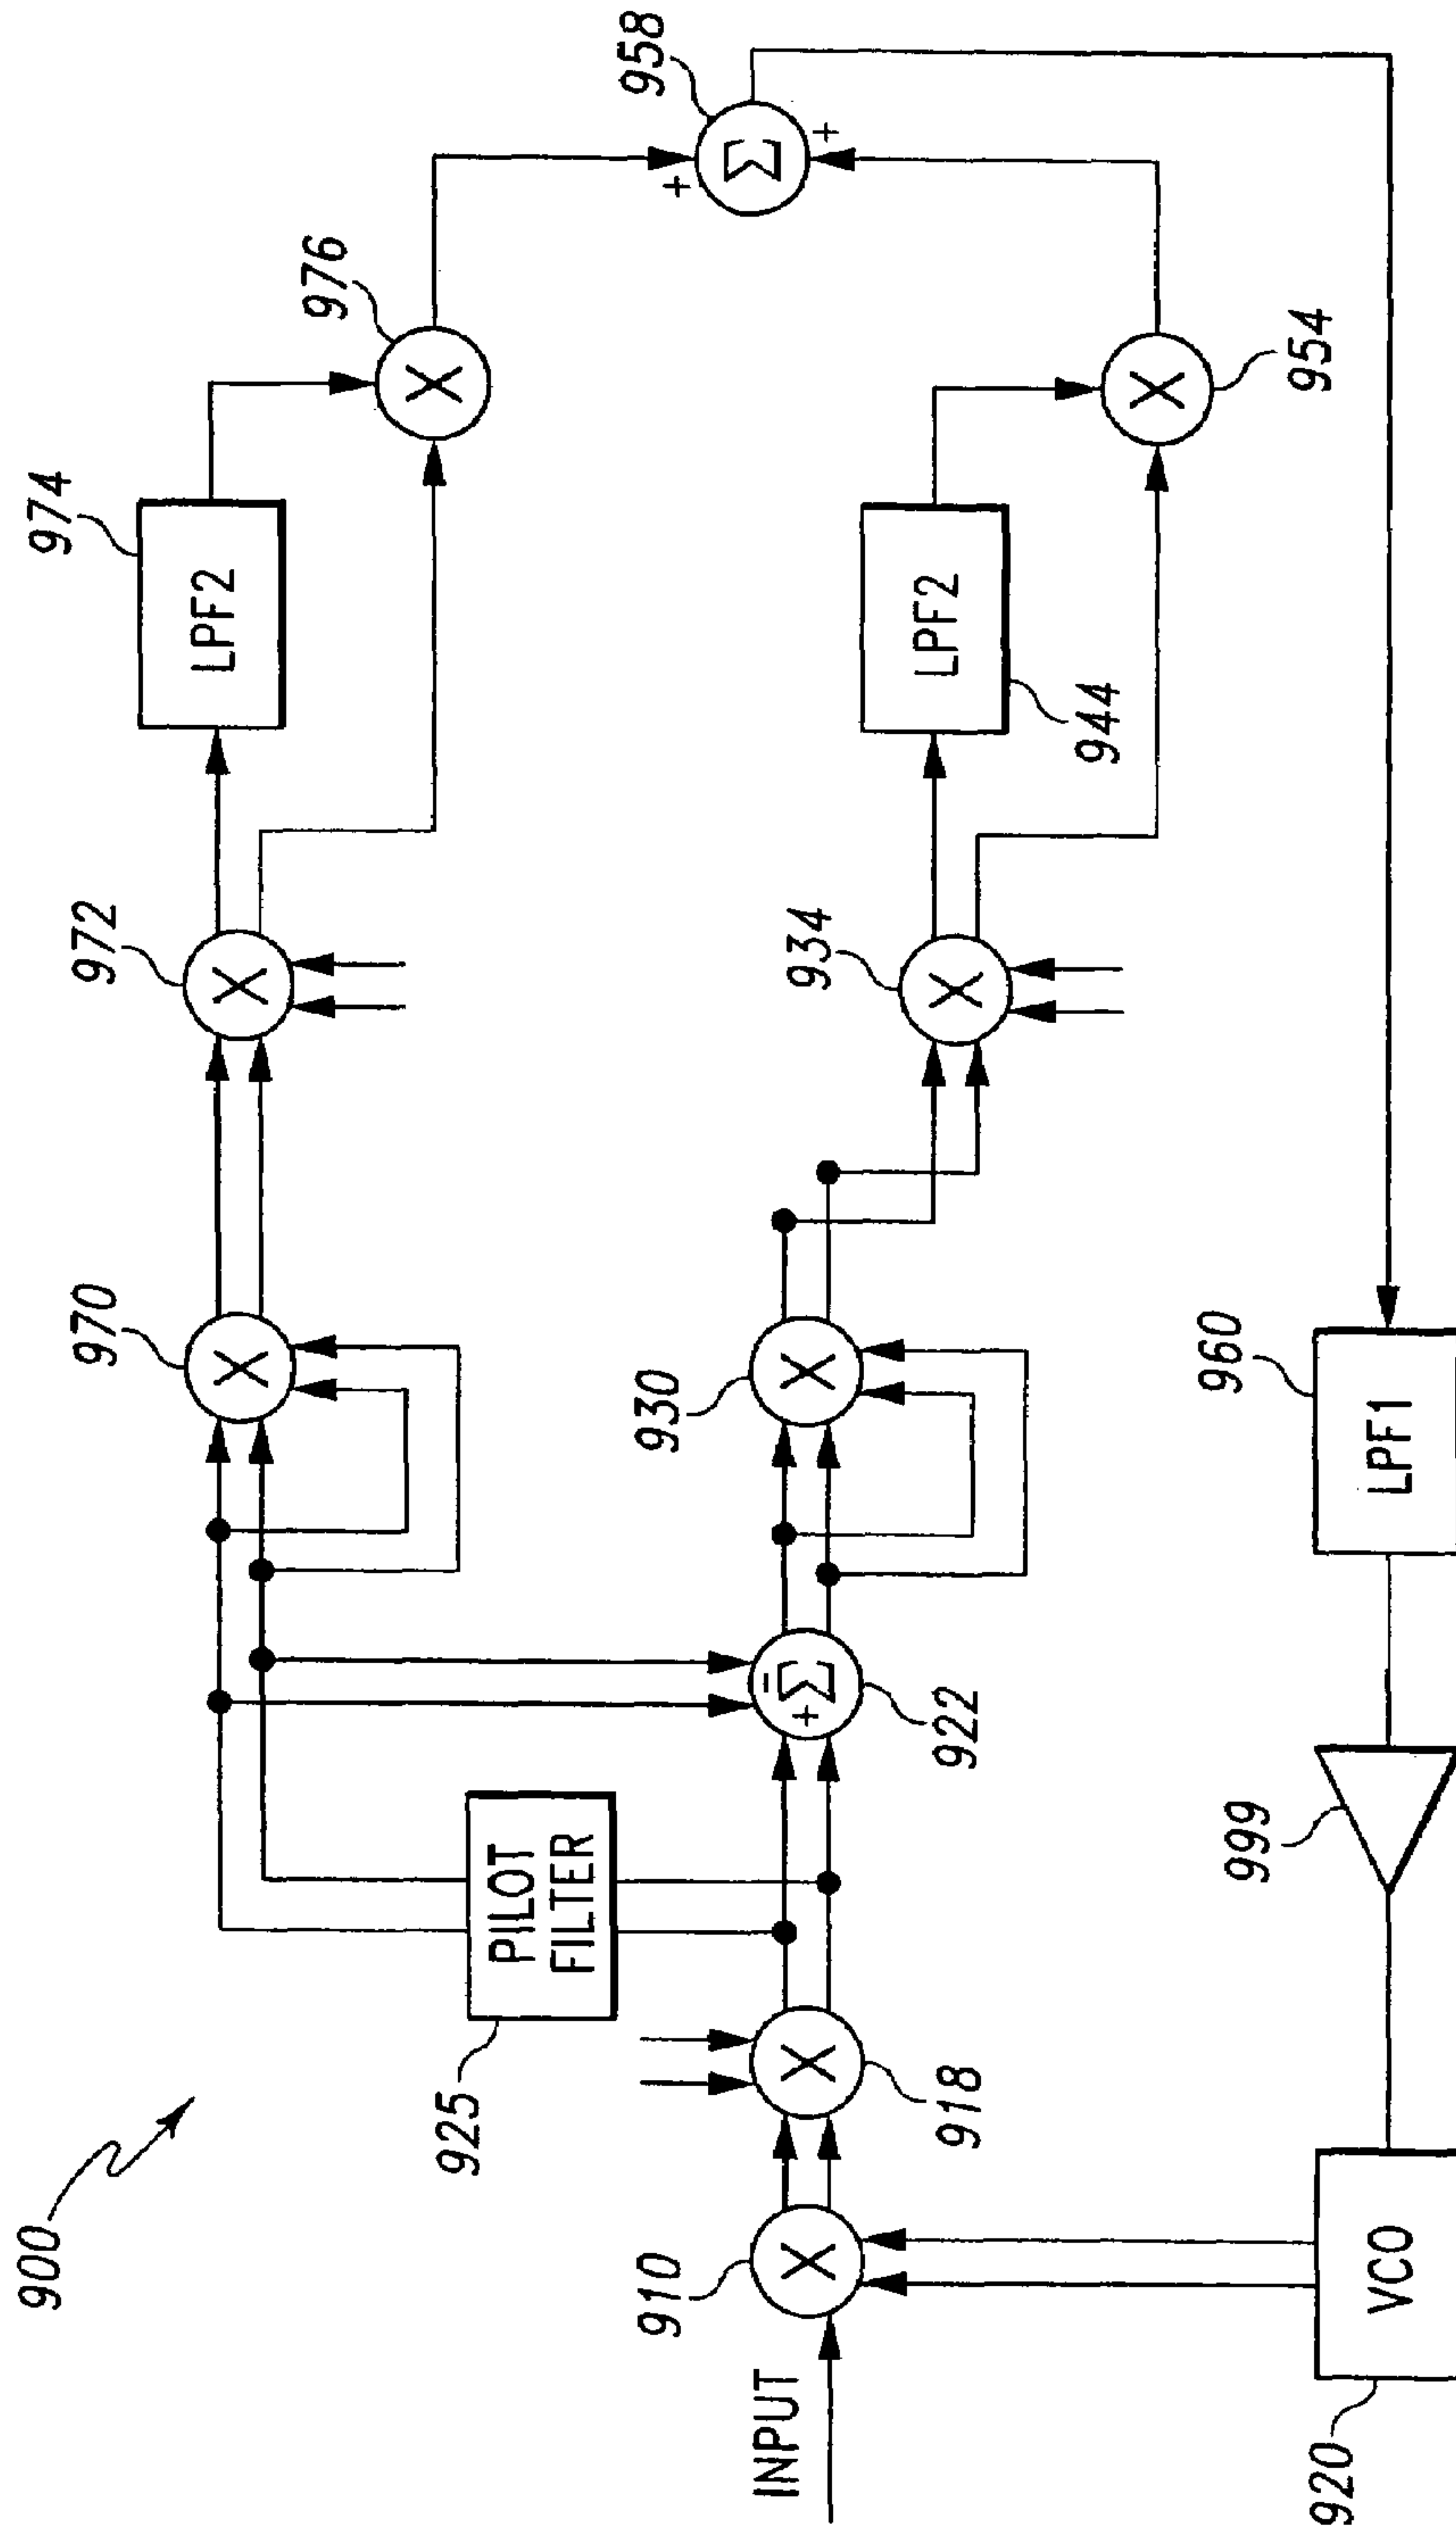 900
974
LPF2
976
958
972
970
925
PILOT
FILTER
LPF2
944
954
934
930
922
918
910
INPUT
960
LPF1
999
920
VCO
X
X
X
X
X
X
X
X
Σ
+
+
Σ
+
-